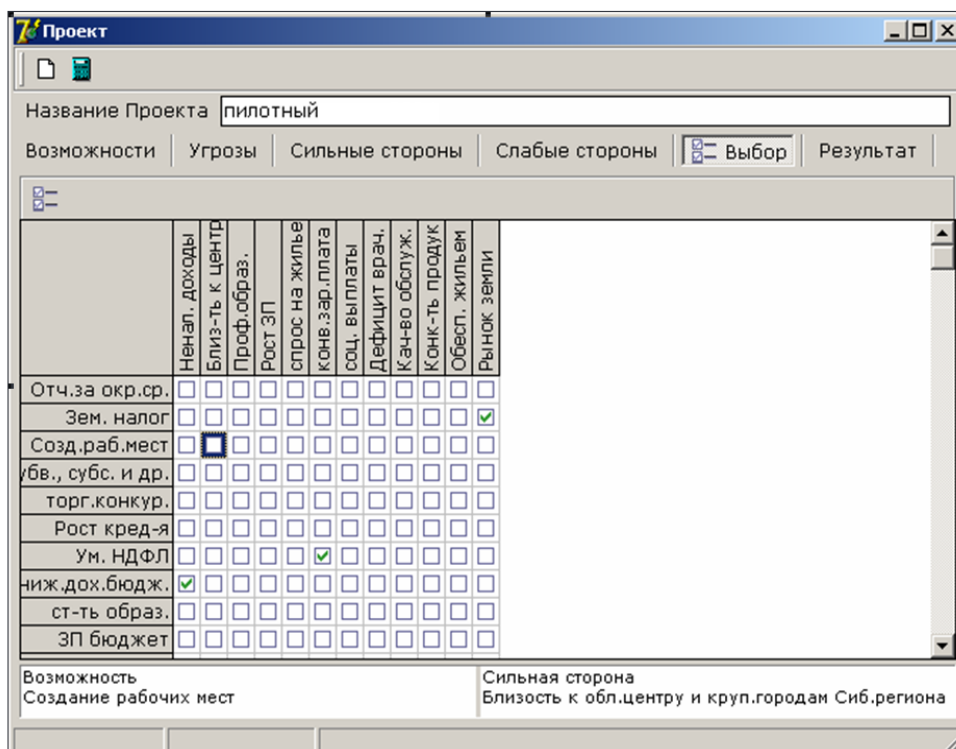 Проект
Название Проекта пилотный
Возможности Угрозы Сильные стороны Слабые стороны Выбор Результат
Ненал. доходы
Близ-ть к центр
Проф.образ.
Рост ЗП
спрос на жилье
конв.зар.плата
соц. выплаты
Дефицит врач.
Кач-во обслуж.
Конк-ть продук
Обесп. жильем
Рынок земли
Отч.за окр.ср.
Зем. налог
Созд.раб.мест
убв., субс. и др.
торг.конкур.
Рост кред-я
Ум. НДФЛ
ниж.дох.бюдж.
ст-ть образ.
ЗП бюджет
Возможность
Создание рабочих мест
Сильная сторона
Близость к обл.центру и круп.городам Сиб.региона